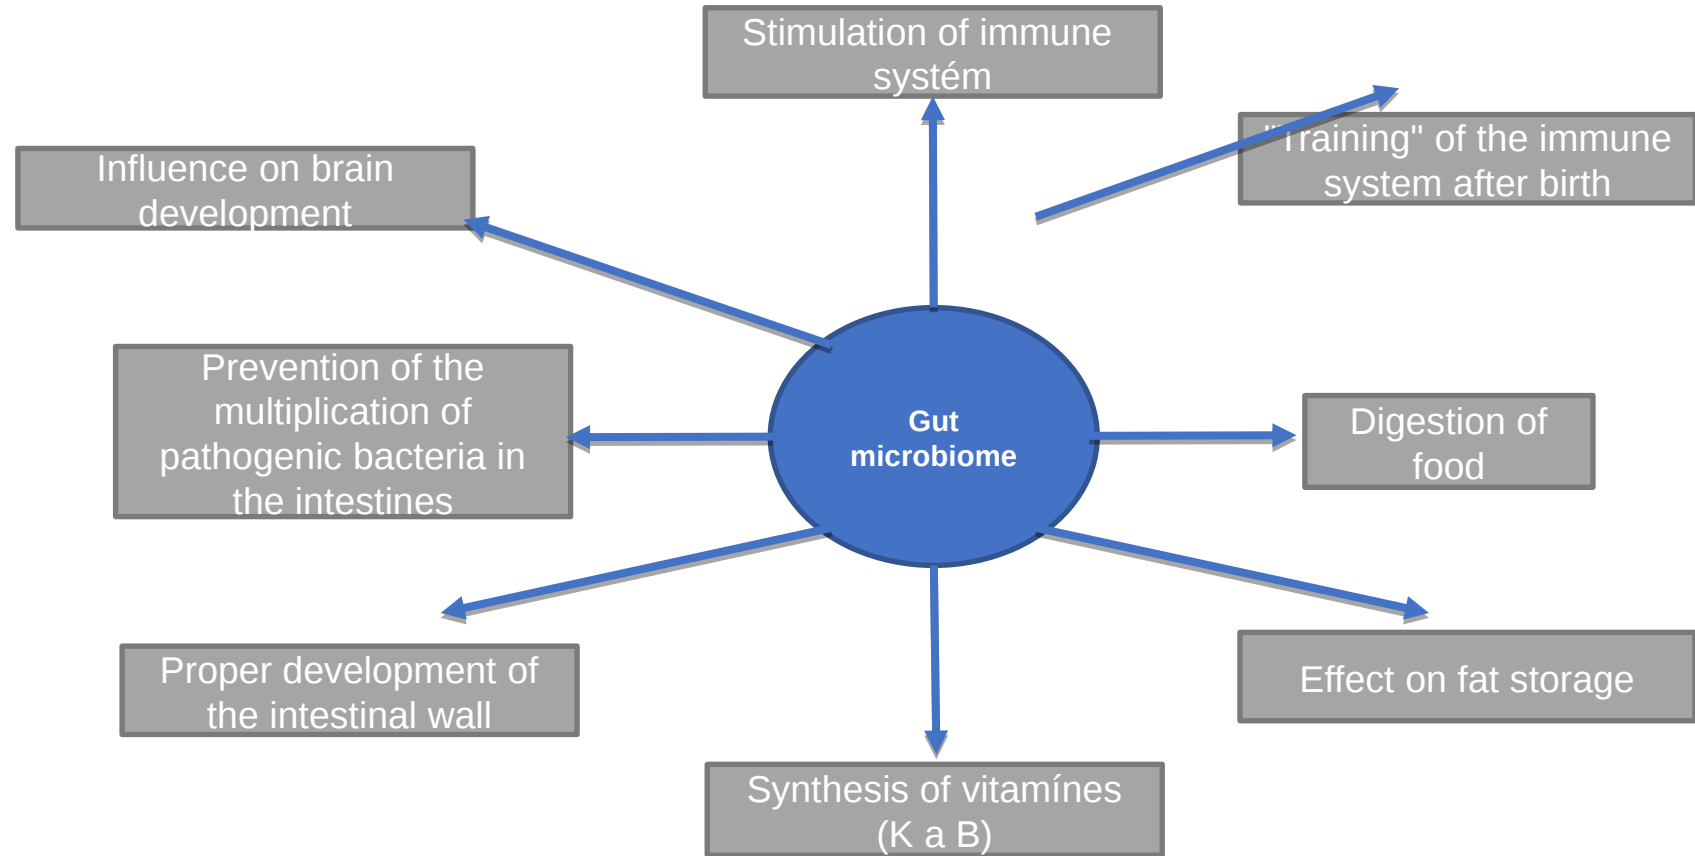 Stimulation of immune
systém
"Training" of the immune
system after birth
Influence on brain
development
Prevention of the
multiplication of
pathogenic bacteria in
the intestines
Gut
microbiome
Digestion of
food
Proper development of
the intestinal wall
Effect on fat storage
Synthesis of vitamínes
(K a B)